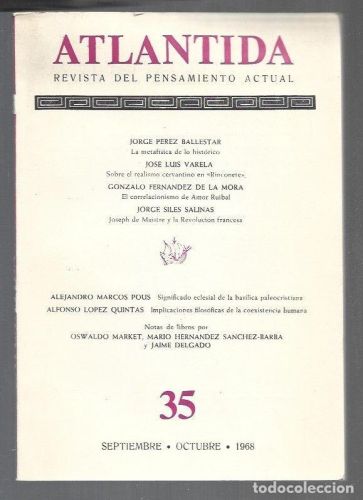 ATLANTIDA
REVISTA DEL PENSAMIENTO ACTUAL
JORGE PEREZ BALLESTAR
La metafísica de lo histórico
JOSÉ LUIS VARELA
Sobre el realismo cervantino en «Rinconete»
GONZALO FERNANDEZ DE LA MORA
El correlacionismo de Amor Ruibal
JORGE SILES SALINAS
Joseph de Maistre y la Revolución francesa
ALEJANDRO MARCOS POUS Significado eclesial de la basílica paleocristiana
ALFONSO LOPEZ QUINTAS Implicaciones filosóficas de la coexistencia humana
Notas de libros por
OSWALDO MARKET, MARIO HERNANDEZ SANCHEZ-BARBA
y JAIME DELGADO
35
SEPTIEMBRE • OCTUBRE • 1968
todocoleccion